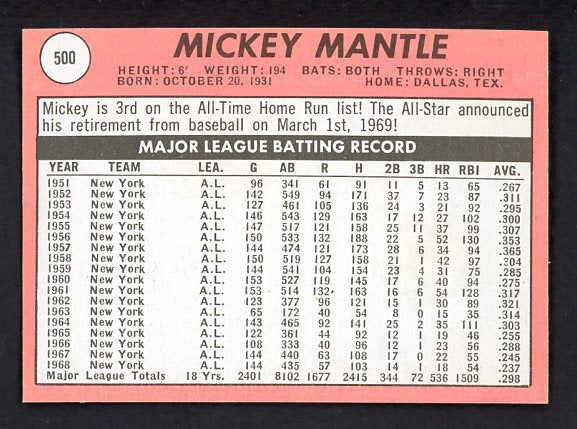 500
MICKEY MANTLE
HEIGHT: 6' WEIGHT: 194 BATS: BOTH THROWS: RIGHT
BORN: OCTOBER 20, 1931 HOME: DALLAS, TEX.
Mickey is 3rd on the All-Time Home Run list! The All-Star announced
his retirement from baseball on March 1st, 1969!
MAJOR LEAGUE BATTING RECORD
YEAR TEAM LEA. G AB R H 2B 3B HR RBI AVG.
1951 New York A.L. 96 341 61 91 11 5 13 65 .267
1952 New York A.L. 142 549 94 171 37 7 23 87 .311
1953 New York A.L. 127 461 105 136 24 3 21 92 .295
1954 New York A.L. 146 543 129 163 17 12 27 102 .300
1955 New York A.L. 147 517 121 158 25 11 37 99 .307
1956 New York A.L. 150 533 132 188 22 5 52 130 .353
1957 New York A.L. 144 474 121 173 28 6 34 94 .365
1958 New York A.L. 150 519 127 158 21 1 42 97 .304
1959 New York A.L. 144 541 104 154 23 4 31 75 .285
1960 New York A.L. 153 527 119 145 17 6 40 94 .275
1961 New York A.L. 153 514 132• 163 16 6 54 128 .317
1962 New York A.L. 123 377 96 121 15 1 30 89 .321
1963 New York A.L. 65 172 40 54 8 0 15 35 .314
1964 New York A.L. 143 465 92 141 25 2 35 111 .303
1965 New York A.L. 122 361 44 92 12 1 19 46 .255
1966 New York A.L. 108 333 40 96 12 1 23 56 .288
1967 New York A.L. 144 440 63 108 17 0 22 55 .245
1968 New York A.L. 144 435 57 103 14 1 18 54 .237
Major League Totals 18 Yrs. 2401 8102 1677 2415 344 72 536 1509 .298